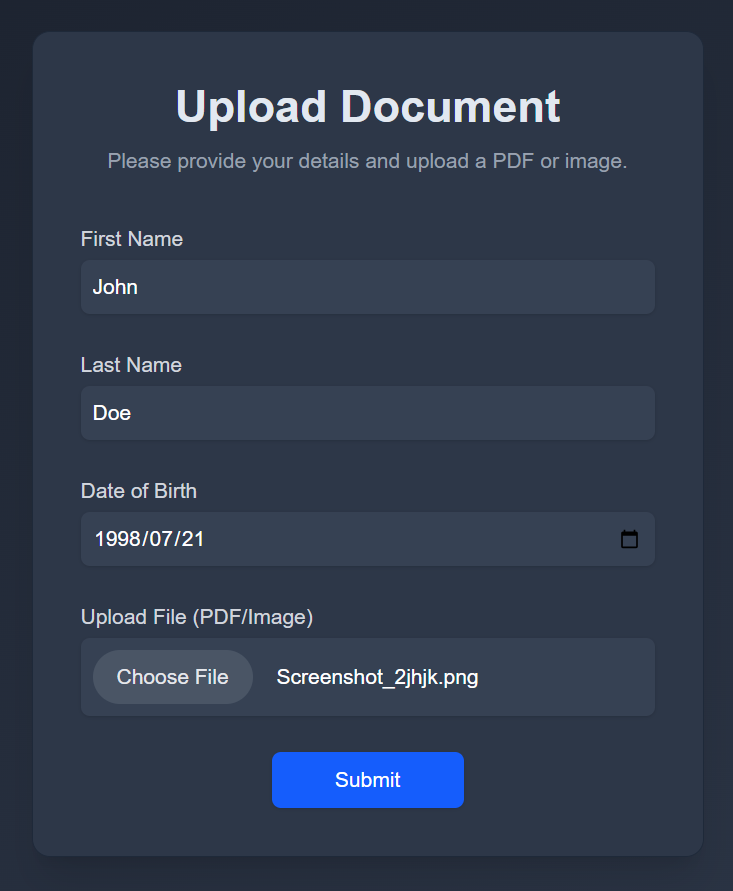 Upload Document
Please provide your details and upload a PDF or image.
First Name
John
Last Name
Doe
Date of Birth
1998/07/21
Upload File (PDF/Image)
Choose File Screenshot_2jhjk.png
Submit